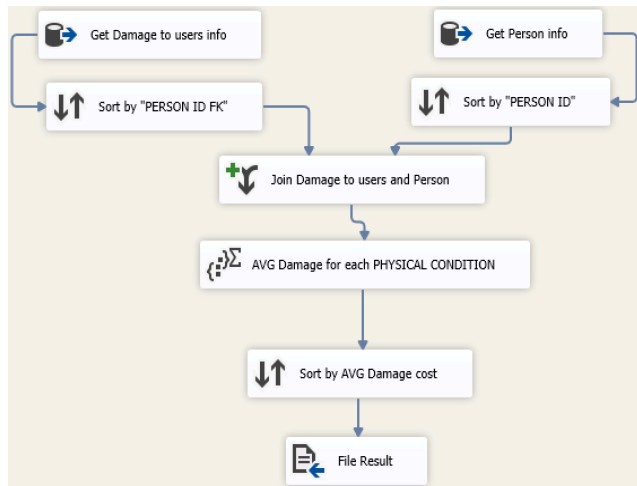 Get Damage to users info
Get Person info
Sort by "PERSON ID FK"
Sort by "PERSON ID"
Join Damage to users and Person
AVG Damage for each PHYSICAL CONDITION
Sort by AVG Damage cost
File Result